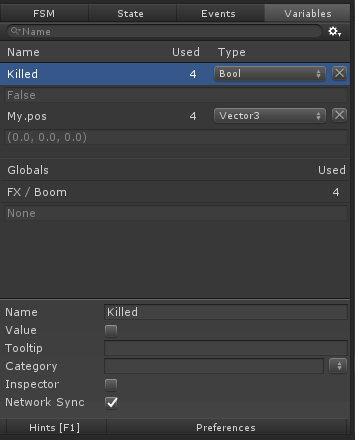 FSM State Events Variables
Name
Name Used Type
Killed 4 Bool
False
My.pos 4 Vector3
(0.0, 0.0, 0.0)
Globals Used
FX / Boom 4
None
Name Killed
Value
Tooltip
Category
Inspector
Network Sync
Hints [F1] Preferences